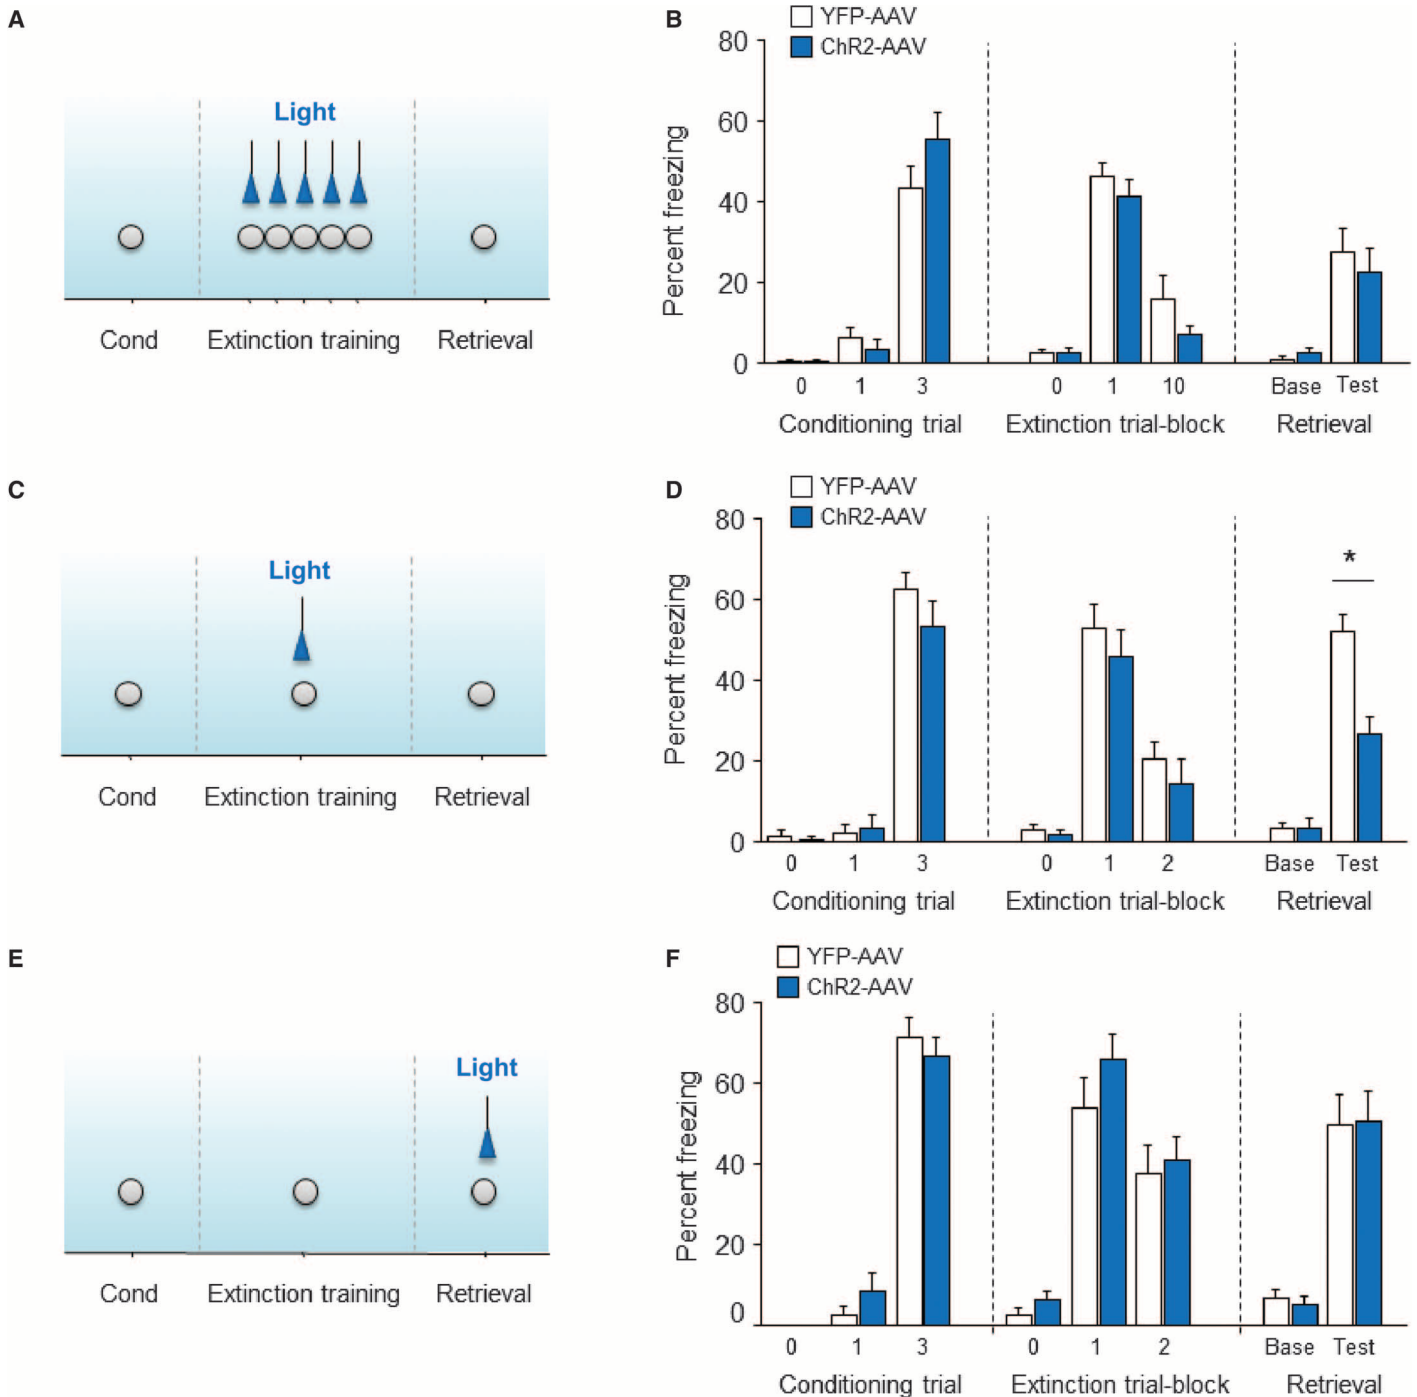 A
Light
Cond Extinction training Retrieval
B
YFP-AAV
ChR2-AAV
Percent freezing
80
60
40
20
0
0 1 3 0 1 10 Base Test
Conditioning trial Extinction trial-block Retrieval
C
Light
Cond Extinction training Retrieval
D
YFP-AAV
ChR2-AAV
Percent freezing
80
60
40
20
0
*
0 1 3 0 1 2 Base Test
Conditioning trial Extinction trial-block Retrieval
E
Light
Cond Extinction training Retrieval
F
YFP-AAV
ChR2-AAV
Percent freezing
80
60
40
20
0
0 1 3 0 1 2 Base Test
Conditioning trial Extinction trial-block Retrieval